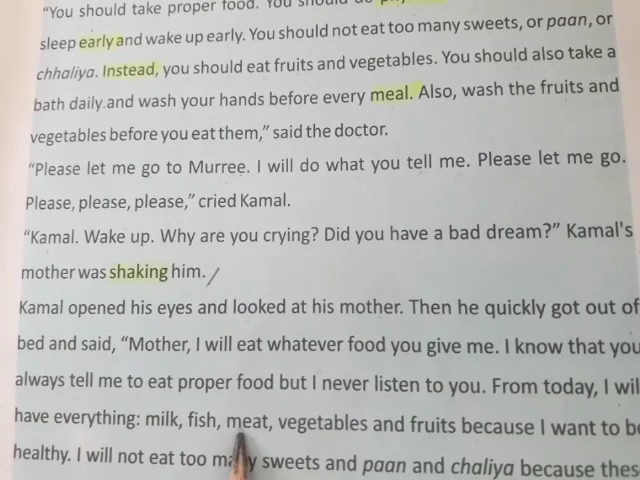 "You should take proper food. You should do
sleep early and wake up early. You should not eat too many sweets, or paan, or
chhaliya. Instead, you should eat fruits and vegetables. You should also take a
bath daily.and wash your hands before every meal. Also, wash the fruits and
vegetables before you eat them," said the doctor.
"Please let me go to Murree. I will do what you tell me. Please let me go.
Please, please, please," cried Kamal.
"Kamal. Wake up. Why are you crying? Did you have a bad dream?" Kamal's
mother was shaking him.
Kamal opened his eyes and looked at his mother. Then he quickly got out of
bed and said, "Mother, I will eat whatever food you give me. I know that you
always tell me to eat proper food but I never listen to you. From today, I wil
have everything: milk, fish, meat, vegetables and fruits because I want to be
healthy. I will not eat too many sweets and paan and chaliya because thes